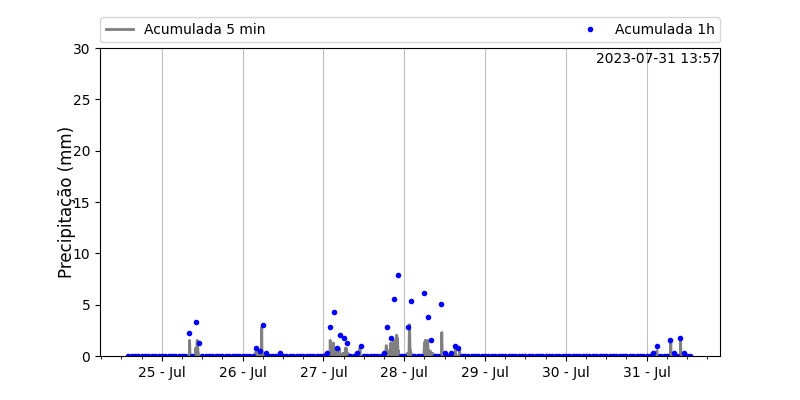 Acumulada 5 min
Acumulada 1h
2023-07-31 13:57
Precipitação (mm)
30
25
20
15
10
5
0
25 - Jul
26 - Jul
27 - Jul
28 - Jul
29 - Jul
30 - Jul
31 - Jul